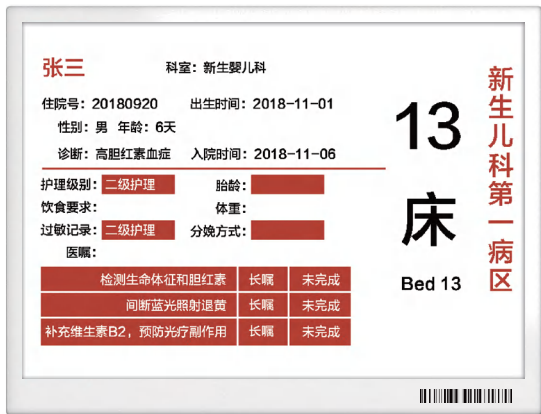 张三
科室：新生婴儿科
住院号：20180920 出生时间：2018-11-01
性别：男 年龄：6天
诊断：高胆红素血症 入院时间：2018-11-06
护理级别：二级护理 胎龄：
饮食要求： 体重：
过敏记录：二级护理 分娩方式：
医嘱：
检测生命体征和胆红素 长嘱 未完成
间断蓝光照射退黄 长嘱 未完成
补充维生素B2，预防光疗副作用 长嘱 未完成
13
床
Bed 13
新生儿科第一病区